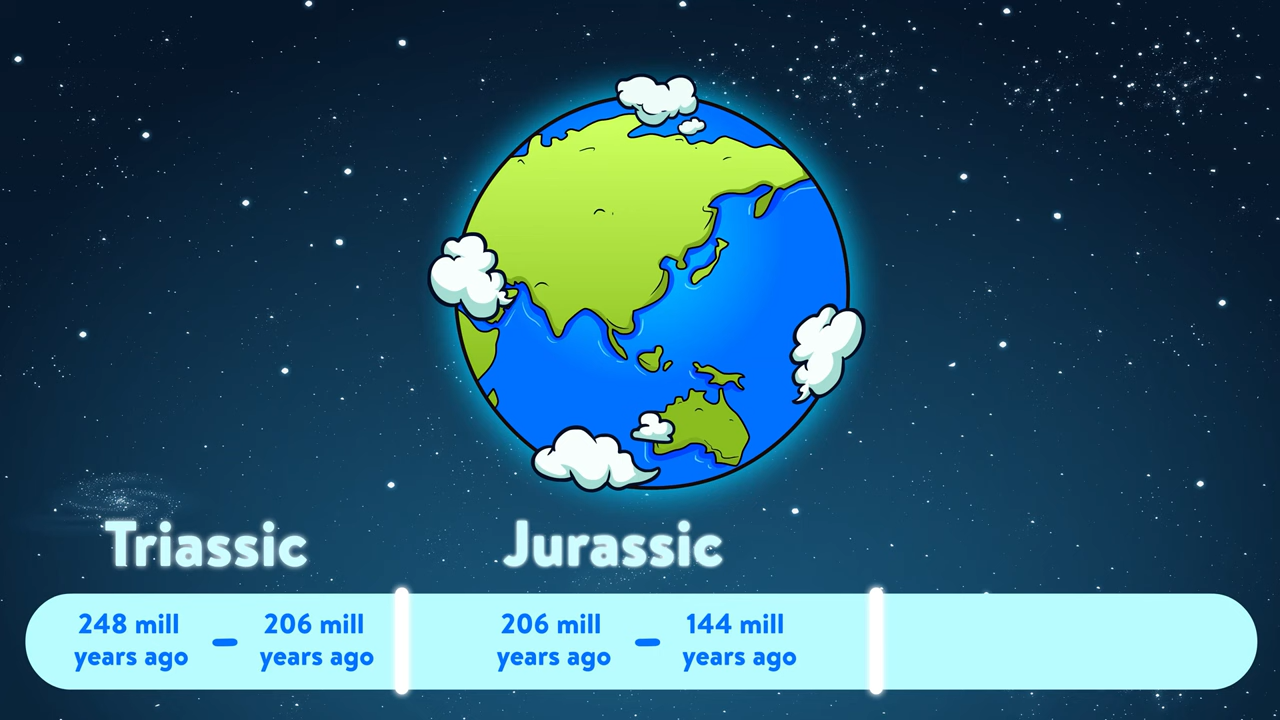 Triassic
Jurassic
248 mill
years ago
-
206 mill
years ago
206 mill
years ago
-
144 mill
years ago